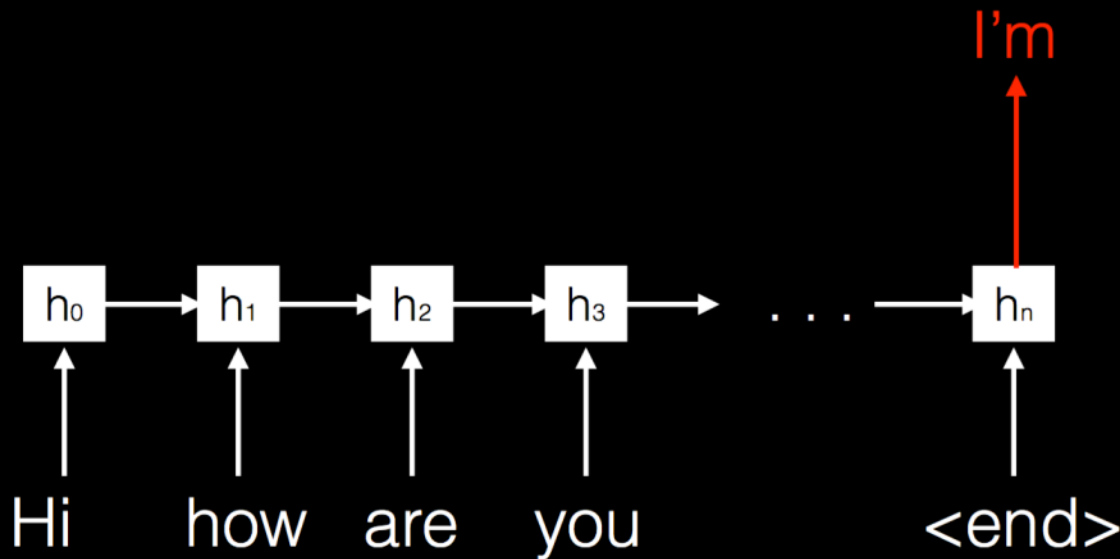 I'm
h₀ h₁ h₂ h₃ . . . hₙ
Hi how are you <end>